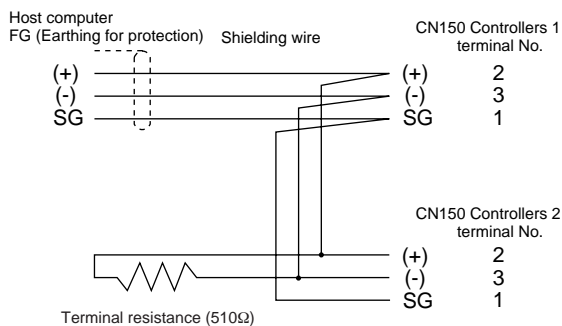 Host computer
FG (Earthing for protection) Shielding wire
CN150 Controllers 1
terminal No.
(+) (+) 2
(-) (-) 3
SG SG 1
CN150 Controllers 2
terminal No.
(+) 2
(-) 3
SG 1
Terminal resistance (510Ω)